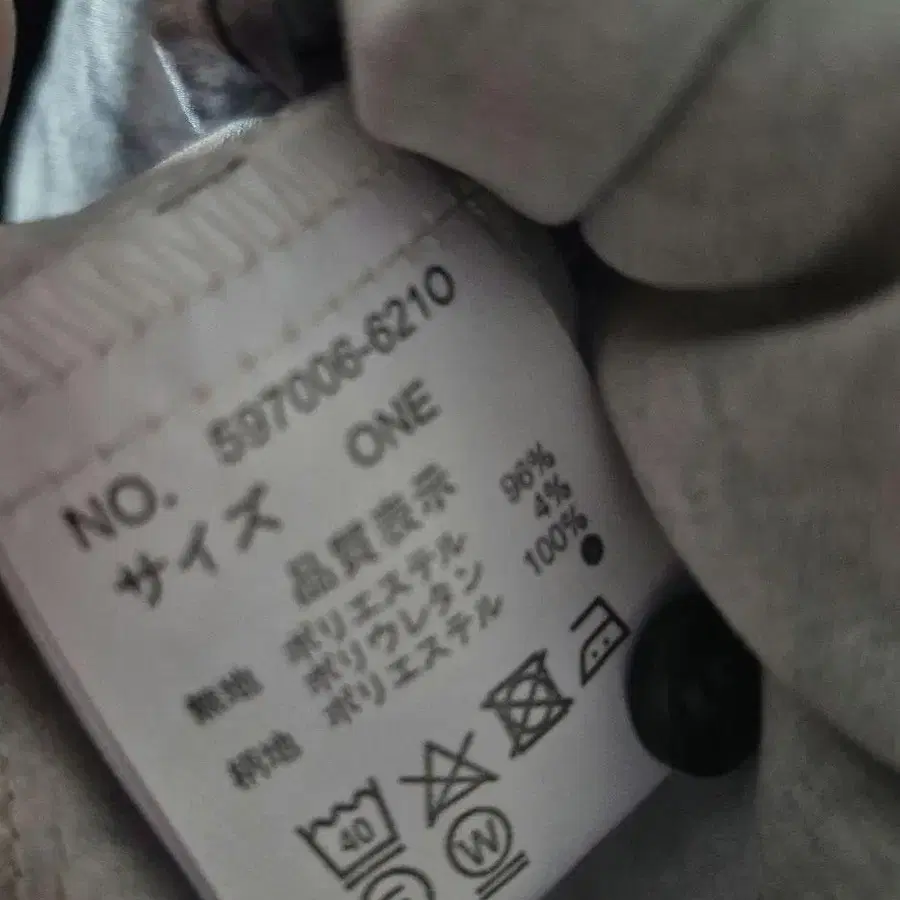 NO. 597006-6210
サイズ ONE
品質表示
無地 ポリエステル 96%
ポリウレタン 4%
柄地 ポリエステル 100%
40
W